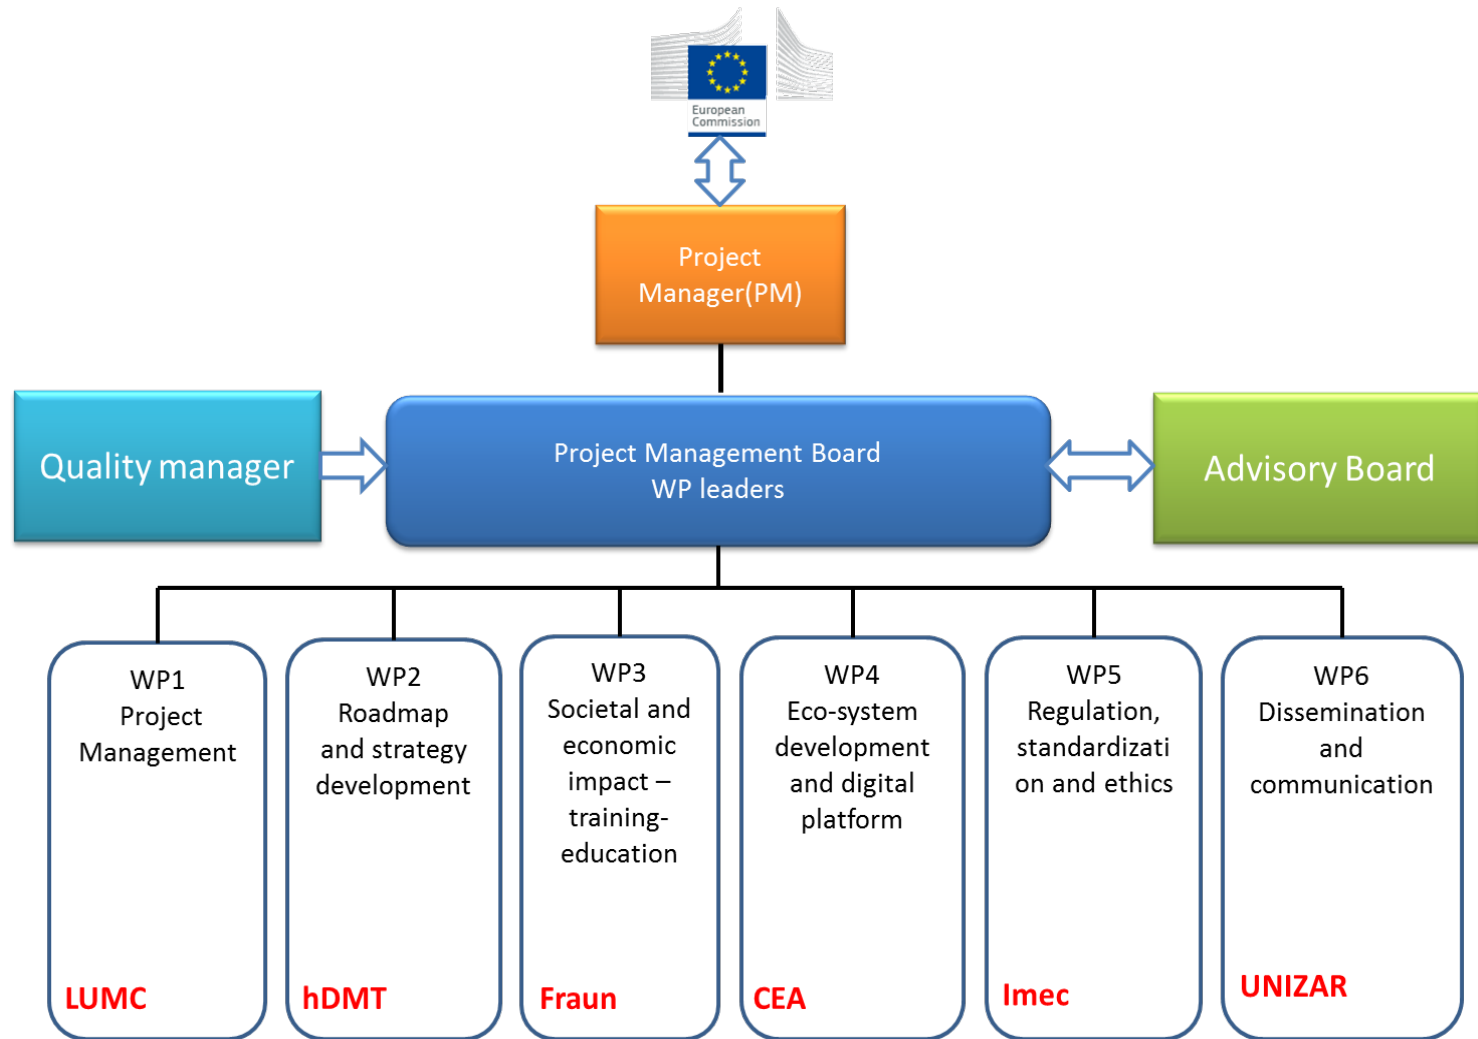 European
Commission
Project
Manager(PM)
Quality manager
Project Management Board
WP leaders
Advisory Board
WP1
Project
Management
LUMC
WP2
Roadmap
and strategy
development
hDMT
WP3
Societal and
economic
impact –
training-
education
Fraun
WP4
Eco-system
development
and digital
platform
CEA
WP5
Regulation,
standardizati
on and ethics
Imec
WP6
Dissemination
and
communication
UNIZAR